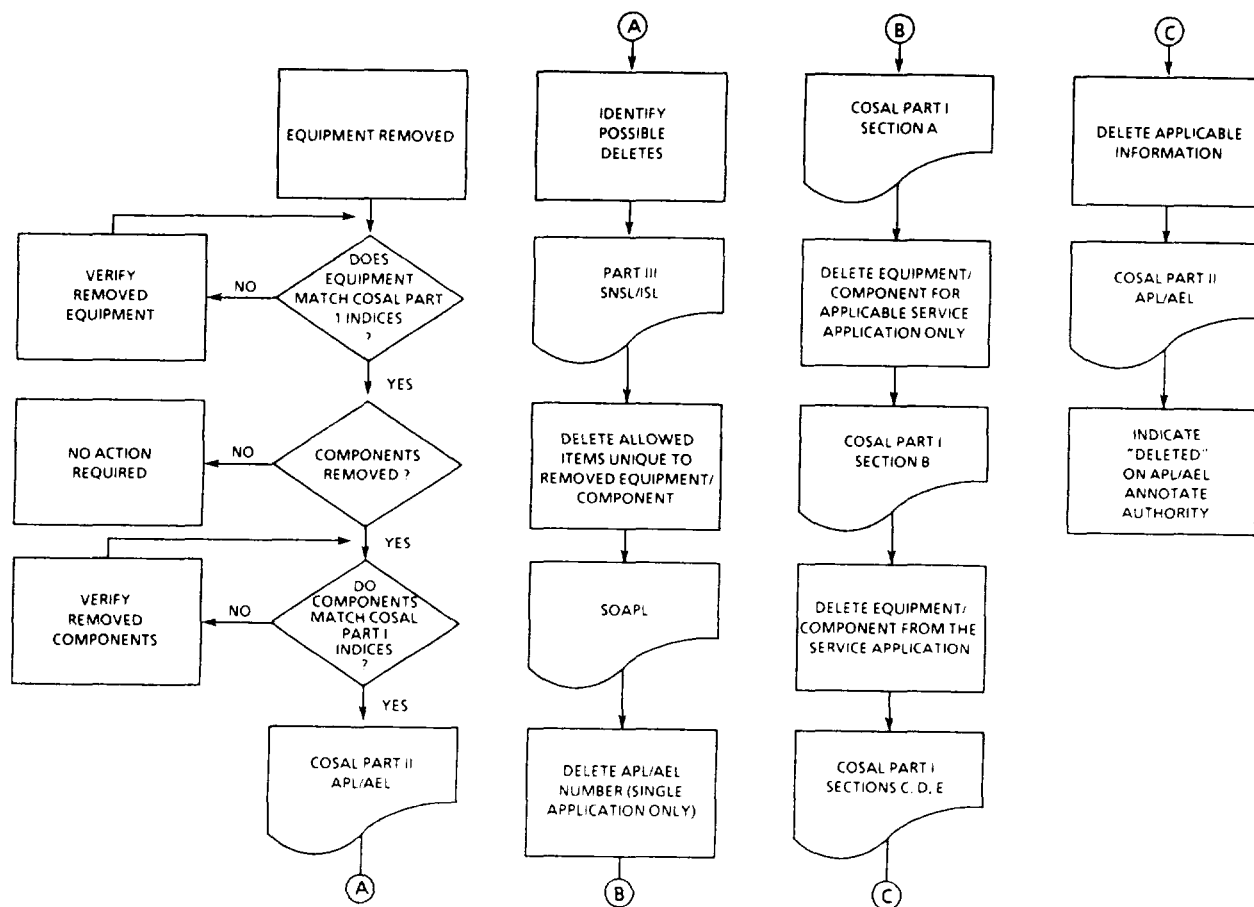 EQUIPMENT REMOVED
VERIFY
REMOVED
EQUIPMENT
NO
DOES
EQUIPMENT
MATCH COSAL PART
1 INDICES
?
YES
NO ACTION
REQUIRED
NO
COMPONENTS
REMOVED ?
YES
VERIFY
REMOVED
COMPONENTS
NO
DO
COMPONENTS
MATCH COSAL
PART I
INDICES
?
YES
COSAL PART II
APL/AEL
A
A
IDENTIFY
POSSIBLE
DELETES
PART III
SNSL/ISL
DELETE ALLOWED
ITEMS UNIQUE TO
REMOVED EQUIPMENT/
COMPONENT
SOAPL
DELETE APL/AEL
NUMBER (SINGLE
APPLICATION ONLY)
B
B
COSAL PART I
SECTION A
DELETE EQUIPMENT/
COMPONENT FOR
APPLICABLE SERVICE
APPLICATION ONLY
COSAL PART I
SECTION B
DELETE EQUIPMENT/
COMPONENT FROM THE
SERVICE APPLICATION
COSAL PART I
SECTIONS C, D, E
C
C
DELETE APPLICABLE
INFORMATION
COSAL PART II
APL/AEL
INDICATE
"DELETED"
ON APL/AEL
ANNOTATE
AUTHORITY